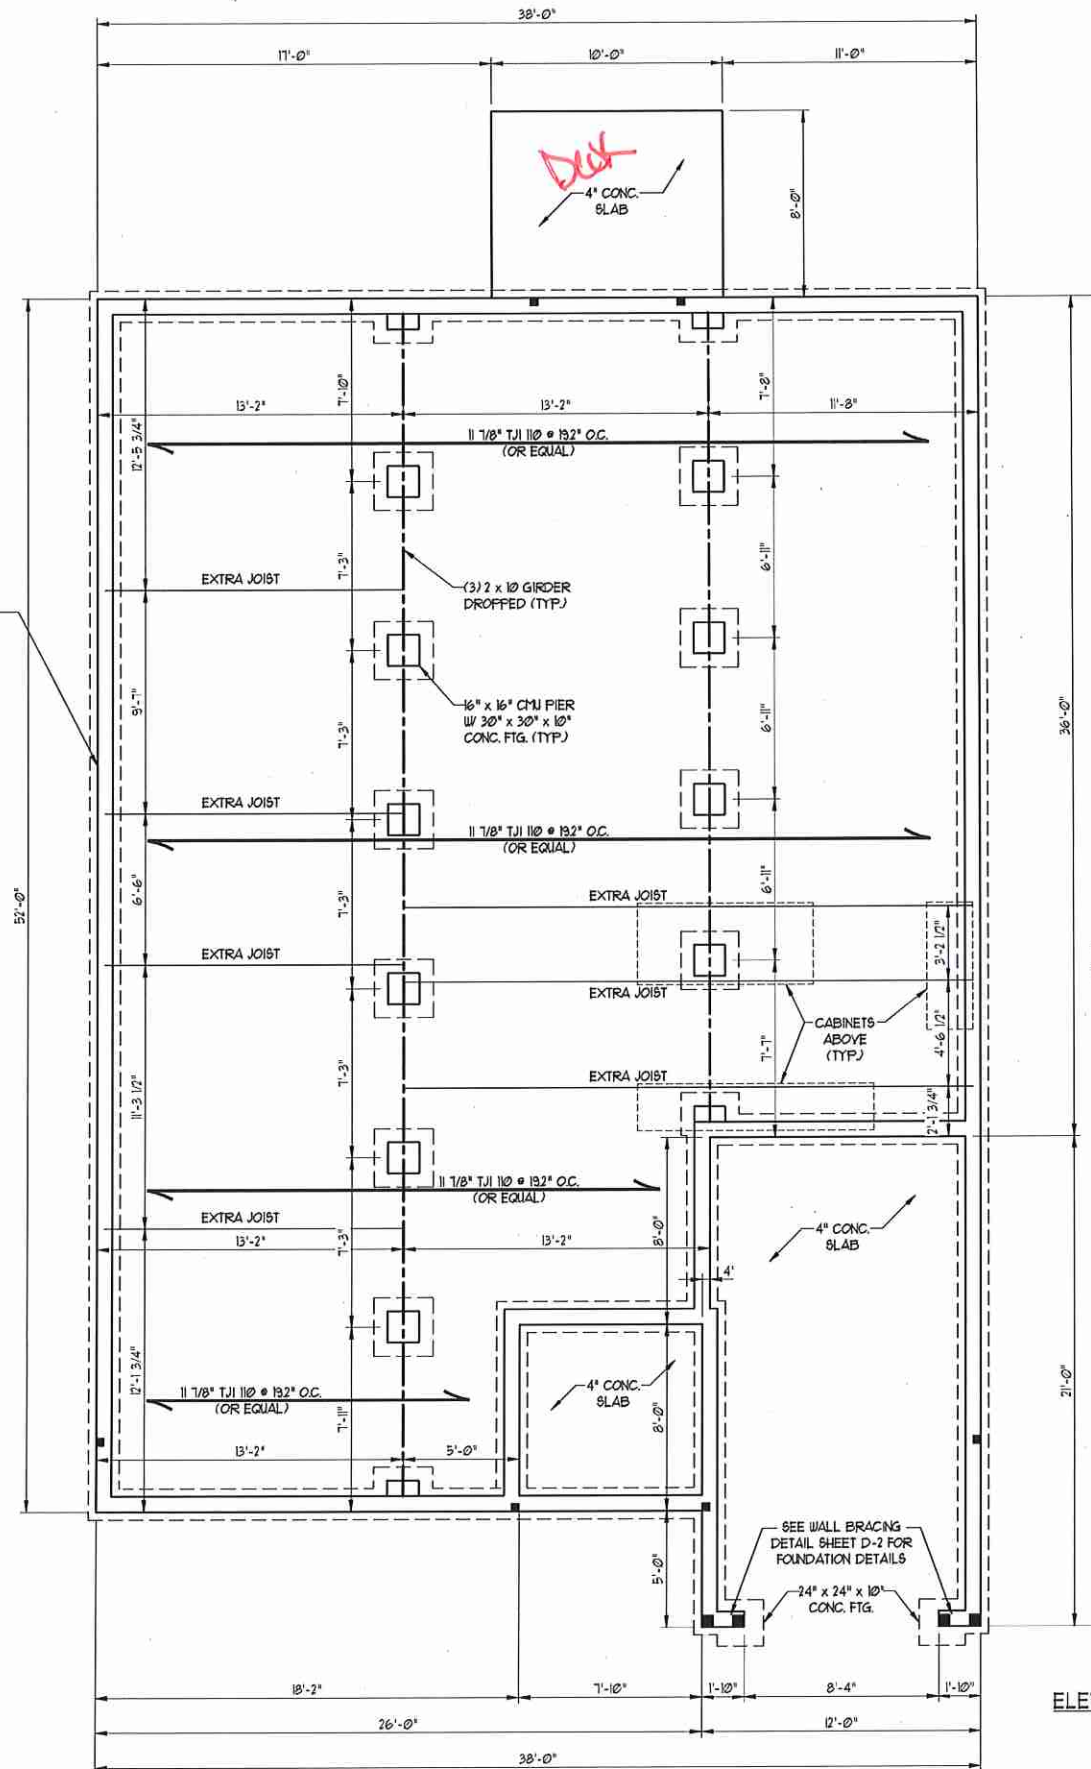 38'-0"
17'-0"
10'-0"
11'-0"
Deck
4" CONC.
SLAB
8'-0"
7'-10"
7'-8"
13'-2"
13'-2"
11'-8"
12'-5 3/4"
11 7/8" TJI 110 @ 19.2" O.C.
(OR EQUAL)
7'-3"
6'-11"
EXTRA JOIST
(3) 2 x 10 GIRDER
DROPPED (TYP.)
9'-7"
7'-3"
16" x 16" CMU PIER
W/ 30" x 30" x 10"
CONC. FTG. (TYP.)
6'-11"
36'-0"
EXTRA JOIST
11 7/8" TJI 110 @ 19.2" O.C.
(OR EQUAL)
52'-0"
6'-6"
7'-3"
6'-11"
EXTRA JOIST
EXTRA JOIST
3'-2 1/2"
EXTRA JOIST
CABINETS
ABOVE
(TYP.)
7'-7"
4'-6 1/2"
11'-3 1/2"
7'-3"
EXTRA JOIST
2'-1 3/4"
11 7/8" TJI 110 @ 19.2" O.C.
(OR EQUAL)
EXTRA JOIST
13'-2"
7'-3"
13'-2"
8'-0"
4"
4" CONC.
SLAB
12'-1 3/4"
11 7/8" TJI 110 @ 19.2" O.C.
(OR EQUAL)
7'-11"
4" CONC.
SLAB
8'-0"
21'-0"
13'-2"
5'-0"
5'-0"
SEE WALL BRACING
DETAIL SHEET D-2 FOR
FOUNDATION DETAILS
24" x 24" x 10"
CONC. FTG.
18'-2"
7'-10"
1'-10"
8'-4"
1'-10"
ELE
26'-0"
12'-0"
38'-0"